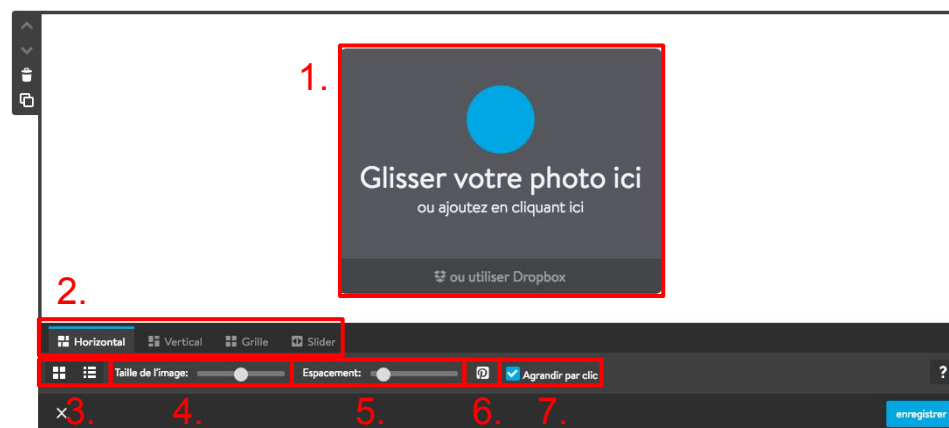 1.
Glisser votre photo ici
ou ajoutez en cliquant ici
ou utiliser Dropbox
2.
Horizontal Vertical Grille Slider
Taille de l'image: Espacement: Agrandir par clic ?
3. 4. 5. 6. 7.
enregistrer